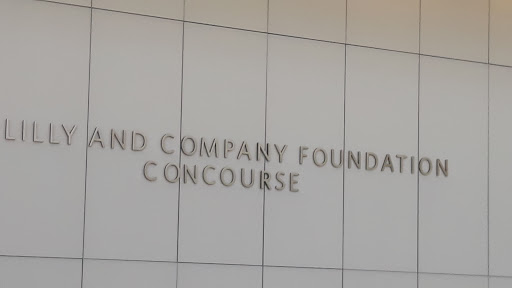 LILLY AND COMPANY FOUNDATION
CONCOURSE